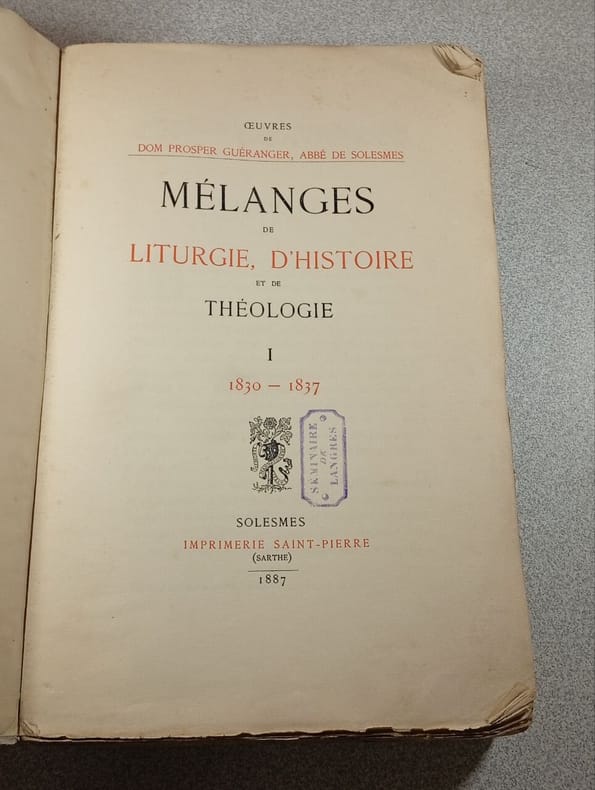 ŒUVRES
DE
DOM PROSPER GUÉRANGER, ABBÉ DE SOLESMES
MÉLANGES
DE
LITURGIE, D'HISTOIRE
ET DE
THÉOLOGIE
I
1830 — 1837
SÉMINAIRE
DE
LANGRES
SOLESMES
IMPRIMERIE SAINT-PIERRE
(SARTHE)
1887